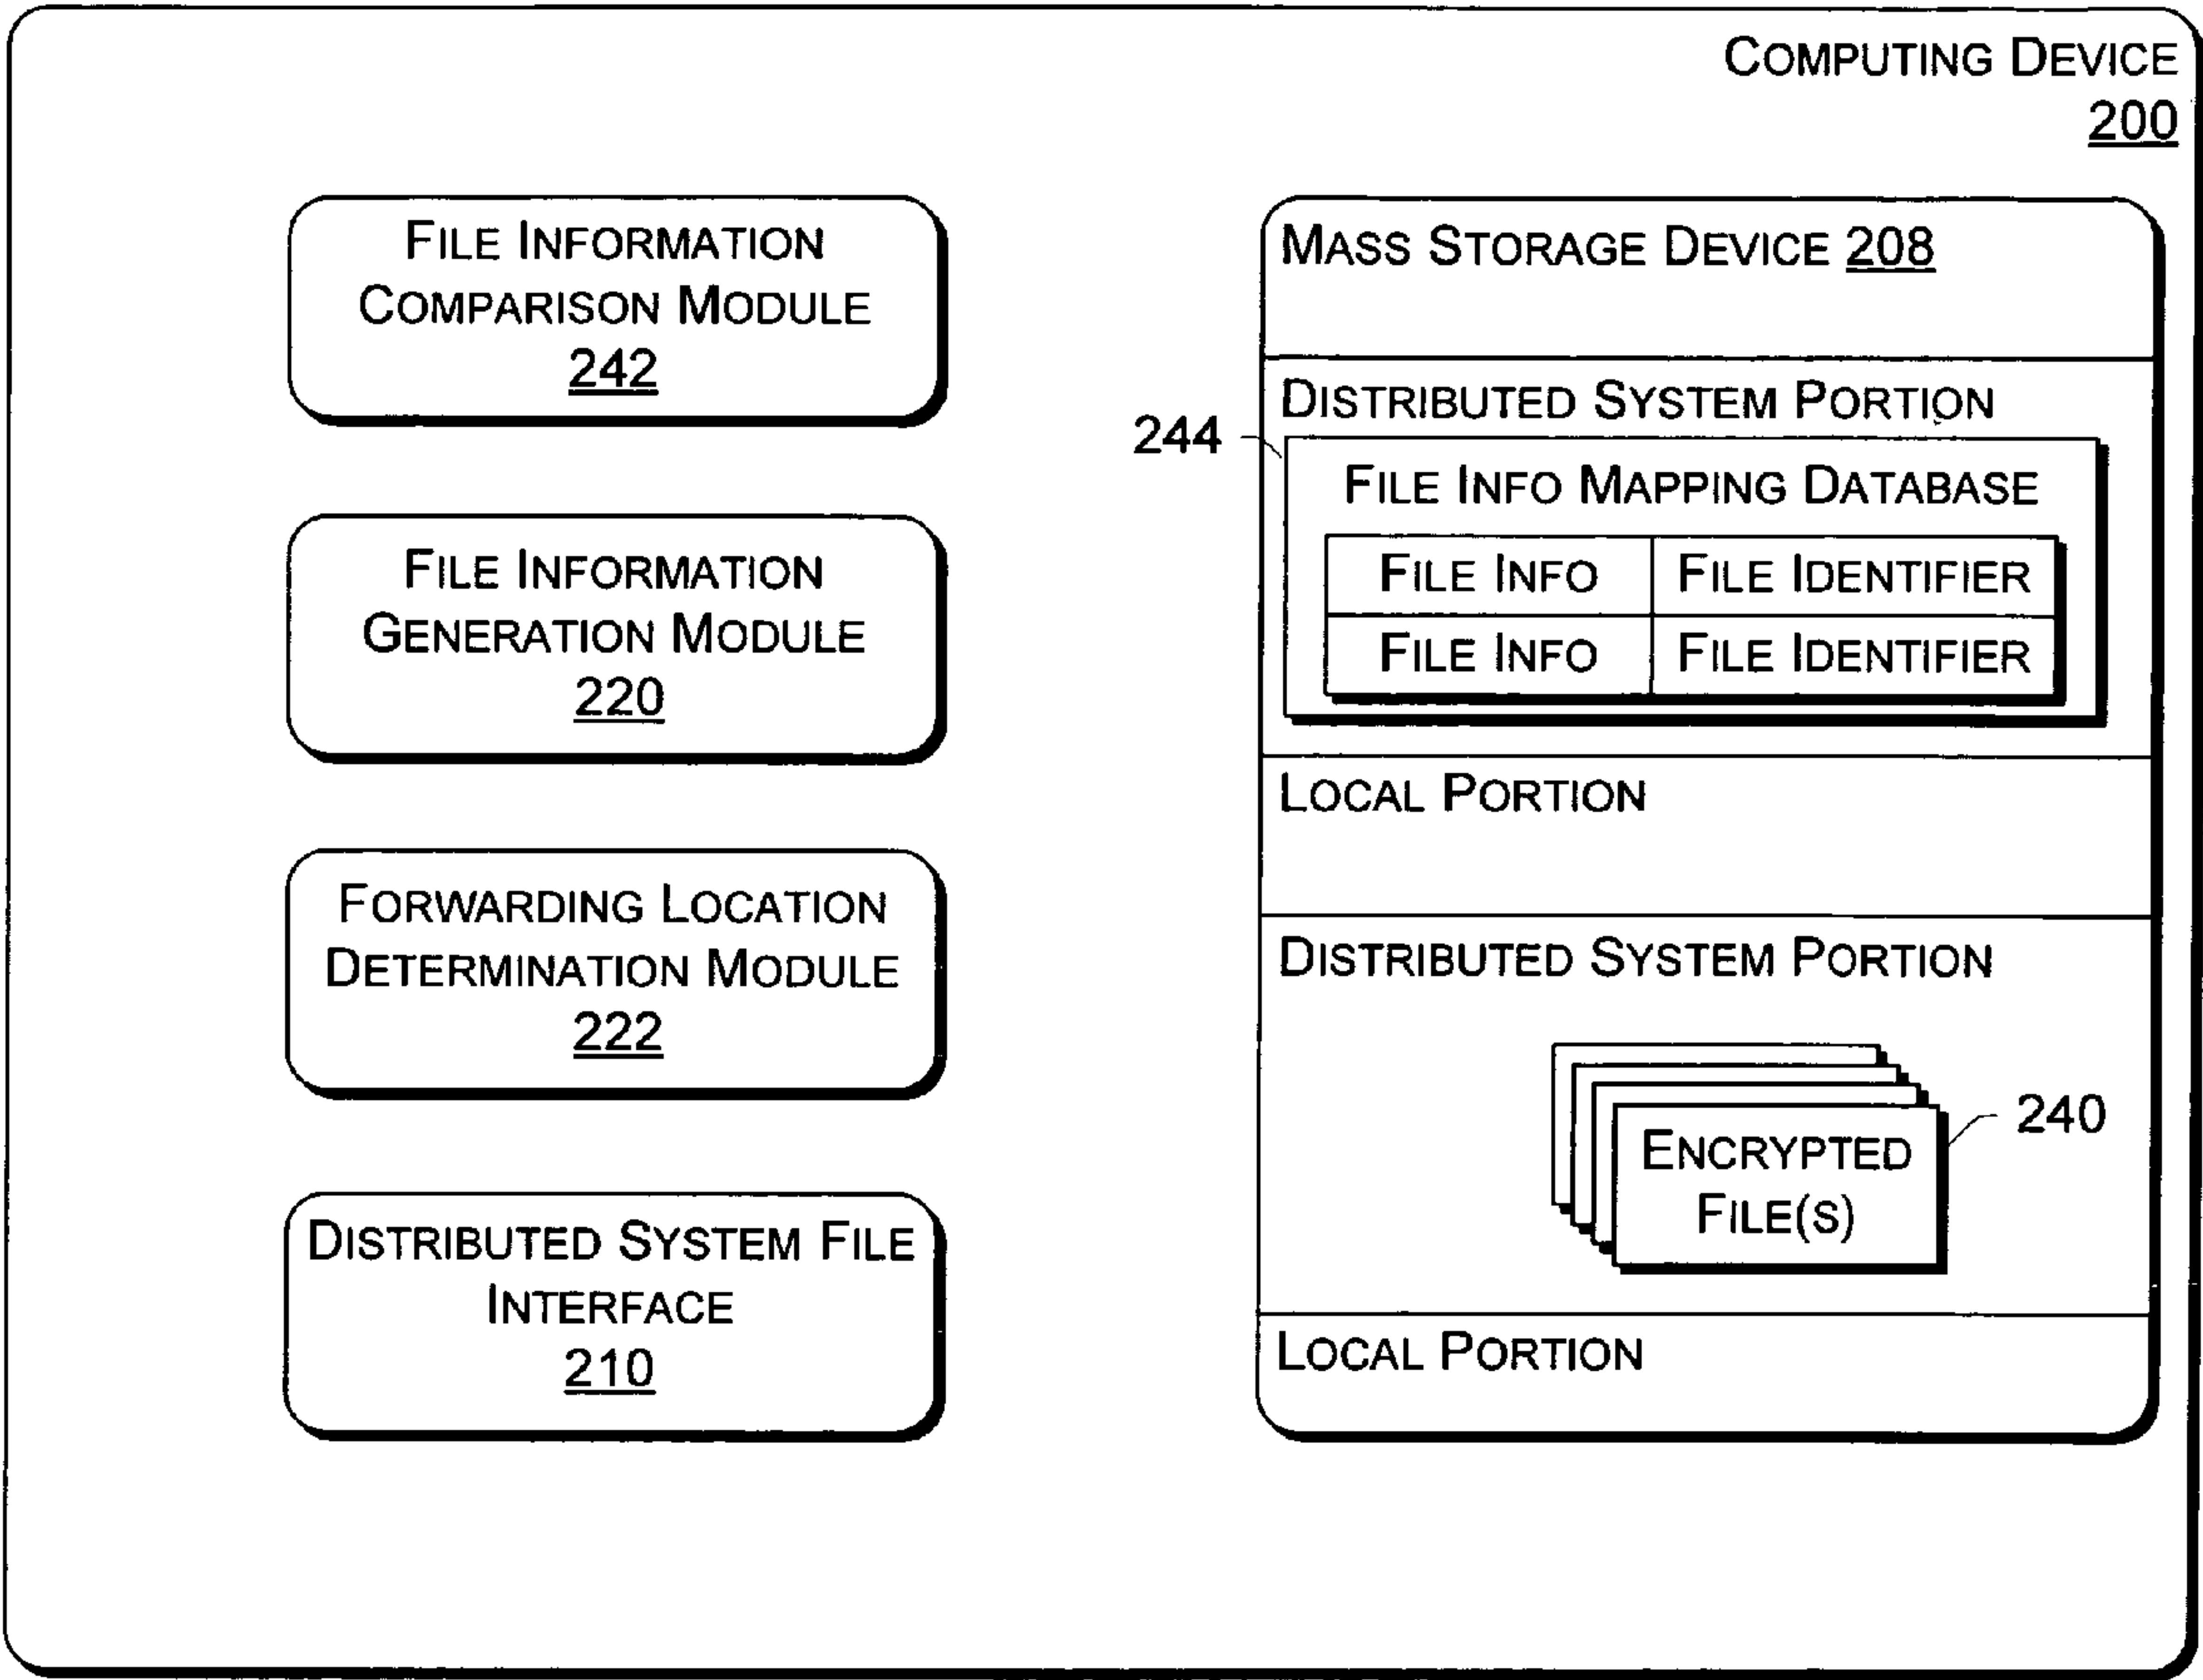 COMPUTING DEVICE
200
FILE INFORMATION
COMPARISON MODULE
242
FILE INFORMATION
GENERATION MODULE
220
FORWARDING LOCATION
DETERMINATION MODULE
222
DISTRIBUTED SYSTEM FILE
INTERFACE
210
MASS STORAGE DEVICE 208
DISTRIBUTED SYSTEM PORTION
244
FILE INFO MAPPING DATABASE
FILE INFO FILE IDENTIFIER
FILE INFO FILE IDENTIFIER
LOCAL PORTION
DISTRIBUTED SYSTEM PORTION
240
ENCRYPTED
FILE(S)
LOCAL PORTION